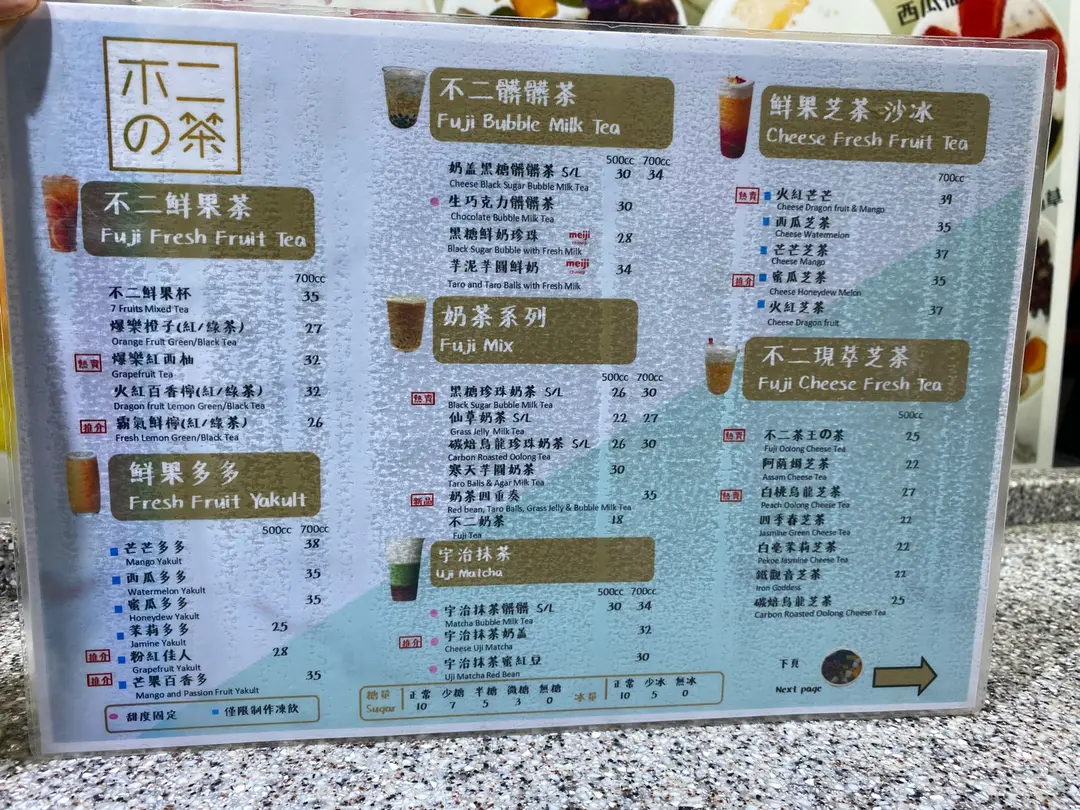 不二
の茶
不二鮮果茶
Fuji Fresh Fruit Tea
700cc
不二鮮果杯 35
7 Fruits Mixed Tea
爆樂橙子(紅/綠茶) 27
Orange Fruit Green/Black Tea
熱賣 爆樂紅西柚 32
Grapefruit Tea
火紅百香檸(紅/綠茶) 32
Dragon fruit Lemon Green/Black Tea
推介 霸氣鮮檸(紅/綠茶) 26
Fresh Lemon Green/Black Tea
鮮果多多
Fresh Fruit Yakult
500cc 700cc
芒芒多多 38
Mango Yakult
西瓜多多 35
Watermelon Yakult
蜜瓜多多 35
Honeydew Yakult
茉莉多多 25
Jamine Yakult
推介 粉紅佳人 28
Grapefruit Yakult
推介 芒果百香多 35
Mango and Passion Fruit Yakult
甜度固定 僅限制作凍飲
不二髒髒茶
Fuji Bubble Milk Tea
500cc 700cc
奶盖黑糖髒髒茶 S/L 30 34
Cheese Black Sugar Bubble Milk Tea
生巧克力髒髒茶 30
Chocolate Bubble Milk Tea
黑糖鮮奶珍珠 meiji 28
Black Sugar Bubble with Fresh Milk
芋泥芋圓鮮奶 meiji 34
Taro and Taro Balls with Fresh Milk
奶茶系列
Fuji Mix
500cc 700cc
熱賣 黑糖珍珠奶茶 S/L 26 30
Black Sugar Bubble Milk Tea
仙草奶茶 S/L 22 27
Grass Jelly Milk Tea
碳焙烏龍珍珠奶茶 S/L 26 30
Carbon Roasted Oolong Tea
寒天芋圓奶茶 30
Taro Balls & Agar Milk Tea
新品 奶茶四重奏 35
Red bean, Taro Balls, Grass Jelly & Bubble Milk Tea
不二奶茶 18
Fuji Tea
宇治抹茶
Uji Matcha
500cc 700cc
宇治抹茶髒髒 S/L 30 34
Matcha Bubble Milk Tea
推介 宇治抹茶奶盖 32
Cheese Uji Matcha
宇治抹茶蜜紅豆 30
Uji Matcha Red Bean
糖量 正常 少糖 半糖 微糖 無糖
Sugar 10 7 5 3 0
冰量 正常 少冰 無冰
10 5 0
西瓜
鮮果芝茶 沙冰
Cheese Fresh Fruit Tea
700cc
熱賣 火紅芒芒 39
Cheese Dragon fruit & Mango
西瓜芝茶 35
Cheese Watermelon
芒芒芝茶 37
Cheese Mango
推介 蜜瓜芝茶 35
Cheese Honeydew Melon
火紅芝茶 37
Cheese Dragon fruit
不二現萃芝茶
Fuji Cheese Fresh Tea
500cc
熱賣 不二茶王の茶 25
Fuji Oolong Cheese Tea
阿薩姆芝茶 22
Assam Cheese Tea
熱賣 白桃烏龍芝茶 27
Peach Oolong Cheese Tea
四季春芝茶 22
Jasmine Green Cheese Tea
白毫茉莉芝茶 22
Pekoe Jasmine Cheese Tea
鐵觀音芝茶 22
Iron Goddess
碳焙烏龍芝茶 25
Carbon Roasted Oolong Cheese Tea
下頁
Next page